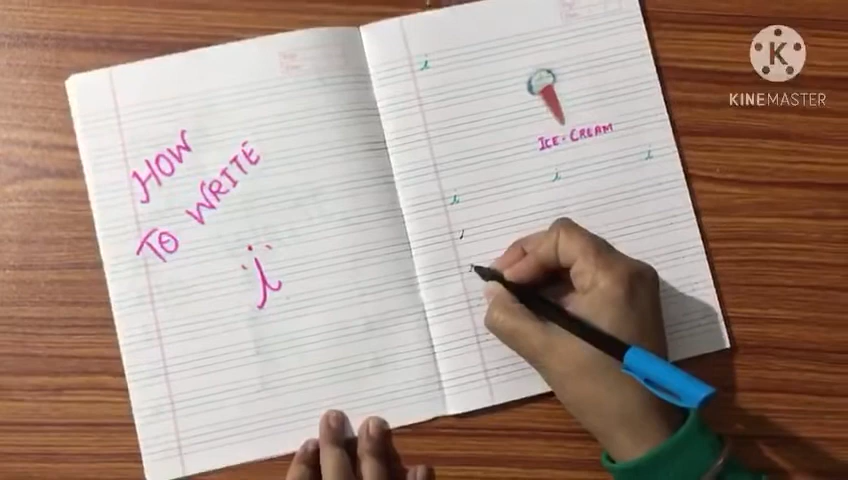 HOW
TO WRITE
i
i
ICE-CREAM
i i i
KINEMASTER